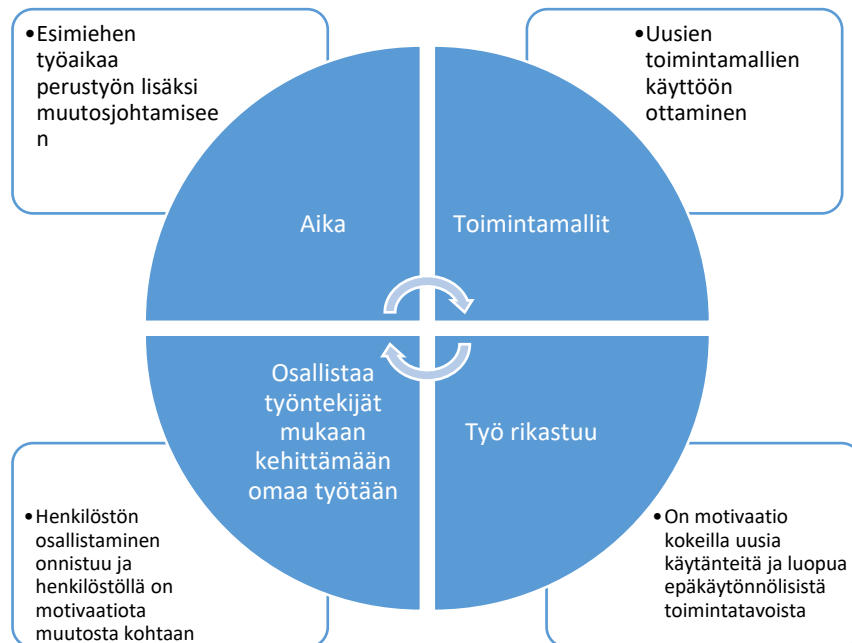 •Esimiehen
työaikaa
perustyön lisäksi
muutosjohtamisee
n
•Uusien
toimintamallien
käyttöön
ottaminen
Aika
Toimintamallit
Osallistaa
työntekijät
mukaan
kehittämään
omaa työtään
Työ rikastuu
•Henkilöstön
osallistaminen
onnistuu ja
henkilöstöllä on
motivaatiota
muutosta kohtaan
•On motivaatio
kokeilla uusia
käytänteitä ja luopua
epäkäytönnölisistä
toimintatavoista